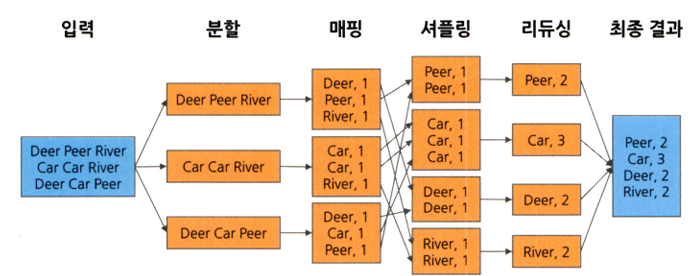 입력
분할
매핑
셔플링
리듀싱
최종 결과
Deer Peer River
Car Car River
Deer Car Peer
Deer Peer River
Car Car River
Deer Car Peer
Deer, 1
Peer, 1
River, 1
Car, 1
Car, 1
River, 1
Deer, 1
Car, 1
Peer, 1
Peer, 1
Peer, 1
Car, 1
Car, 1
Car, 1
Deer, 1
Deer, 1
River, 1
River, 1
Peer, 2
Car, 3
Deer, 2
River, 2
Peer, 2
Car, 3
Deer, 2
River, 2